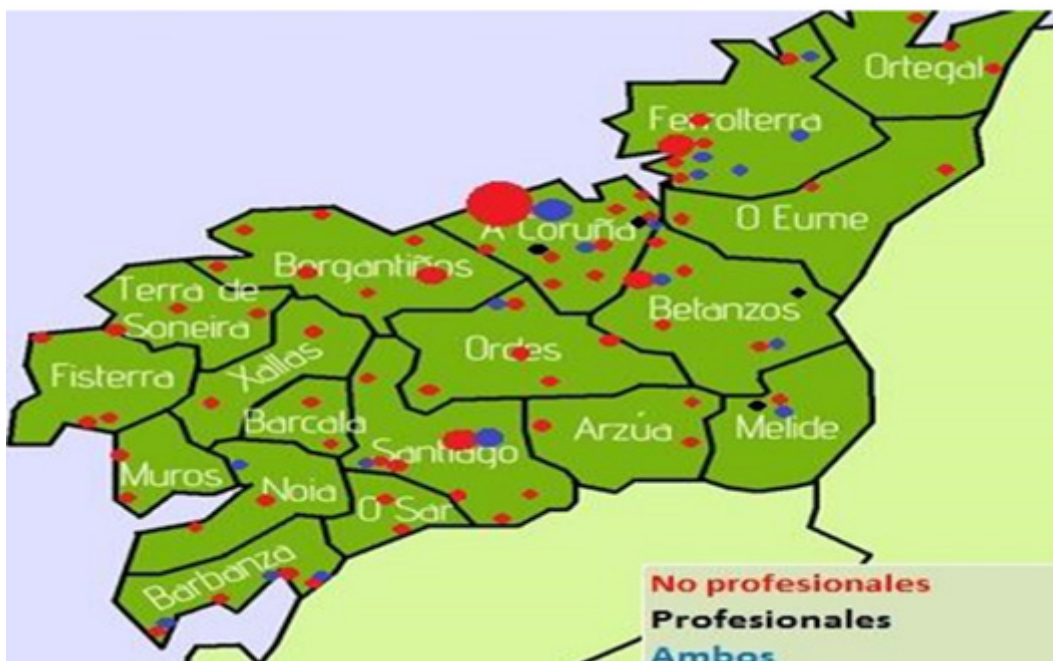 Ortegal
Ferrolterra
O Eume
A Coruña
Bergantiños
Terra de
Soneira
Betanzos
Xallas
Ordes
Fisterra
Barcala
Arzúa
Melide
Santiago
Muros
Noia
O Sar
Barbanza
No profesionales
Profesionales
Ambos